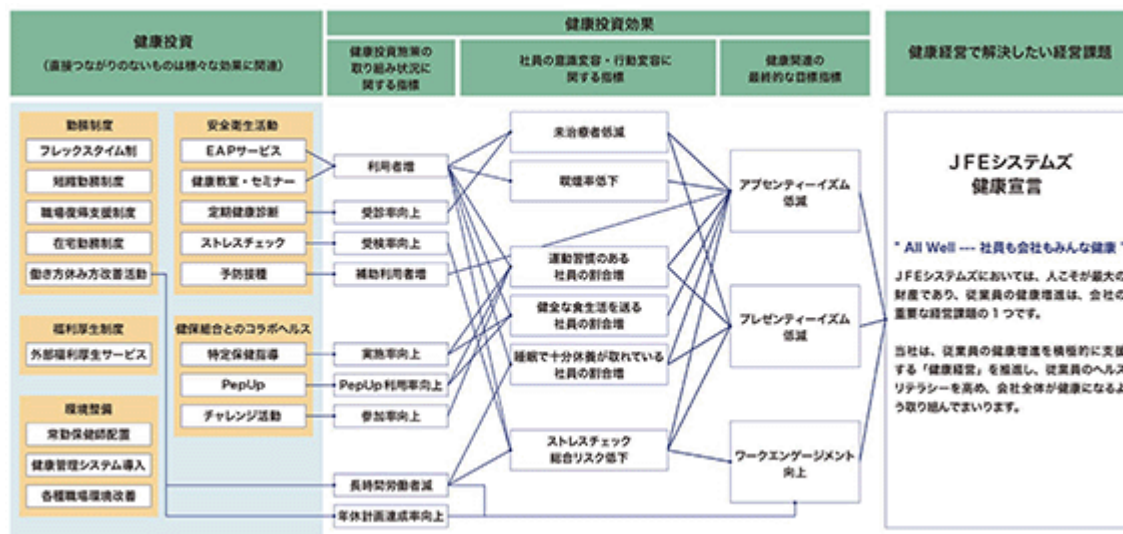 健康投資
（直接つながりのないものは様々な効果に関連）
健康投資効果
健康投資施策の
取り組み状況に
関する指標
社員の意識変容・行動変容に
関する指標
健康関連の
最終的な目標指標
健康経営で解決したい経営課題
勤務制度
フレックスタイム制
短縮勤務制度
職場復帰支援制度
在宅勤務制度
働き方休み方改善活動
福利厚生制度
外部福利厚生サービス
環境整備
常勤保健師配置
健康管理システム導入
各種職場環境改善
安全衛生活動
EAPサービス
健康教室・セミナー
定期健康診断
ストレスチェック
予防接種
健保組合とのコラボヘルス
特定保健指導
PepUp
チャレンジ活動
利用者増
受診率向上
受検率向上
補助利用者増
実施率向上
PepUp利用率向上
参加率向上
長時間労働者減
年休計画達成率向上
未治療者低減
喫煙率低下
運動習慣のある
社員の割合増
健全な食生活を送る
社員の割合増
睡眠で十分休養が取れている
社員の割合増
ストレスチェック
総合リスク低下
アブセンティーイズム
低減
プレゼンティーイズム
低減
ワークエンゲージメント
向上
JFEシステムズ
健康宣言
" All Well --- 社員も会社もみんな健康 "
JFEシステムズにおいては、人こそが最大の
財産であり、従業員の健康増進は、会社の
重要な経営課題の1つです。
当社は、従業員の健康増進を積極的に支援
する「健康経営」を推進し、従業員のヘルス
リテラシーを高め、会社全体が健康になるよ
う取り組んでまいります。